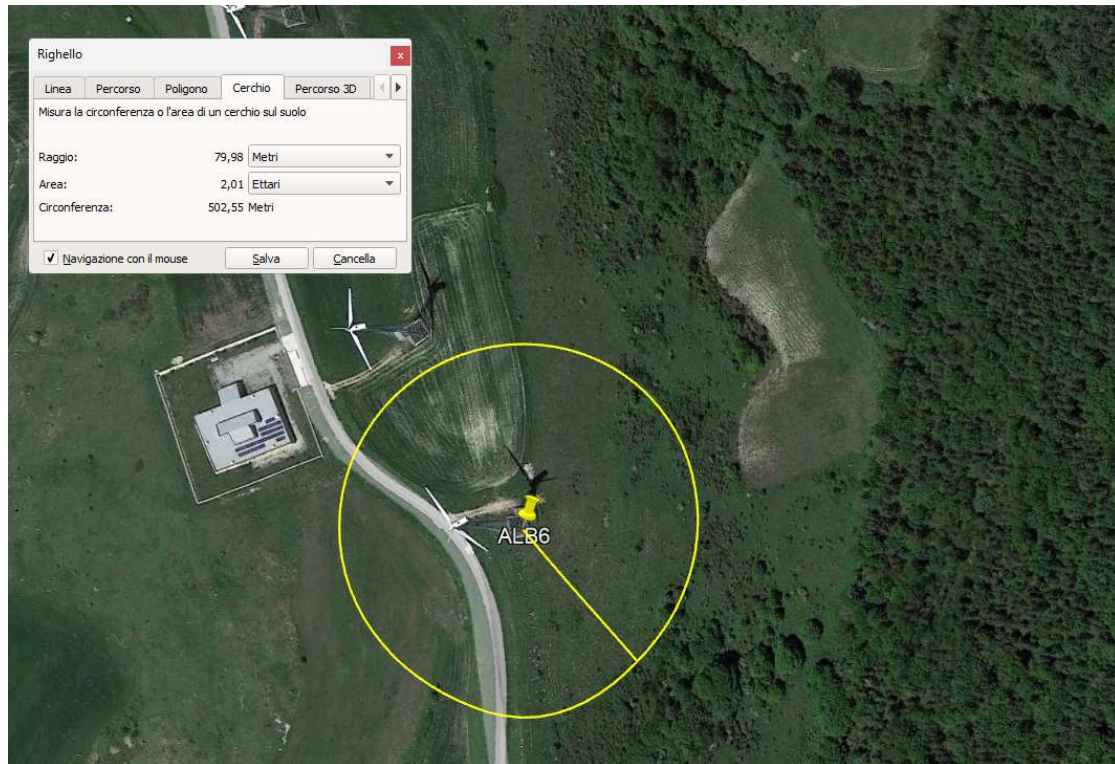 Righello
x
Linea Percorso Poligono Cerchio Percorso 3D
Misura la circonferenza o l'area di un cerchio sul suolo
Raggio: 79,98 Metri
Area: 2,01 Ettari
Circonferenza: 502,55 Metri
Navigazione con il mouse Salva Cancella
ALB6